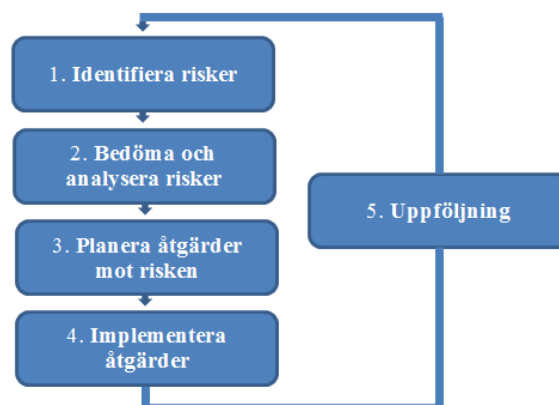 1. Identifiera risker
2. Bedöma och
analysera risker
3. Planera åtgärder
mot risken
4. Implementera
åtgärder
5. Uppföljning